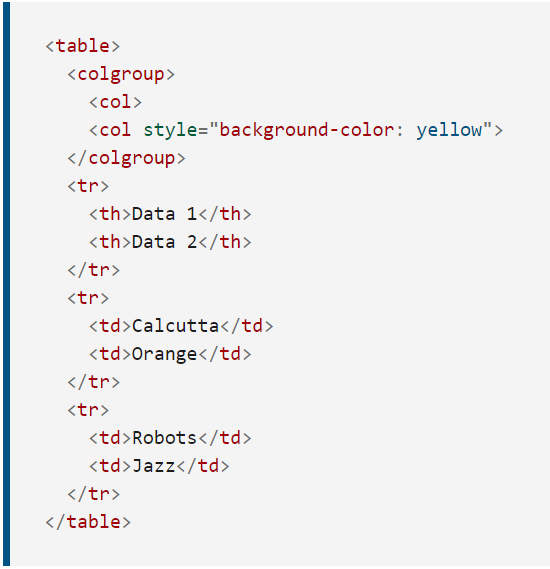 <table>
  <colgroup>
    <col>
    <col style="background-color: yellow">
  </colgroup>
  <tr>
    <th>Data 1</th>
    <th>Data 2</th>
  </tr>
  <tr>
    <td>Calcutta</td>
    <td>Orange</td>
  </tr>
  <tr>
    <td>Robots</td>
    <td>Jazz</td>
  </tr>
</table>